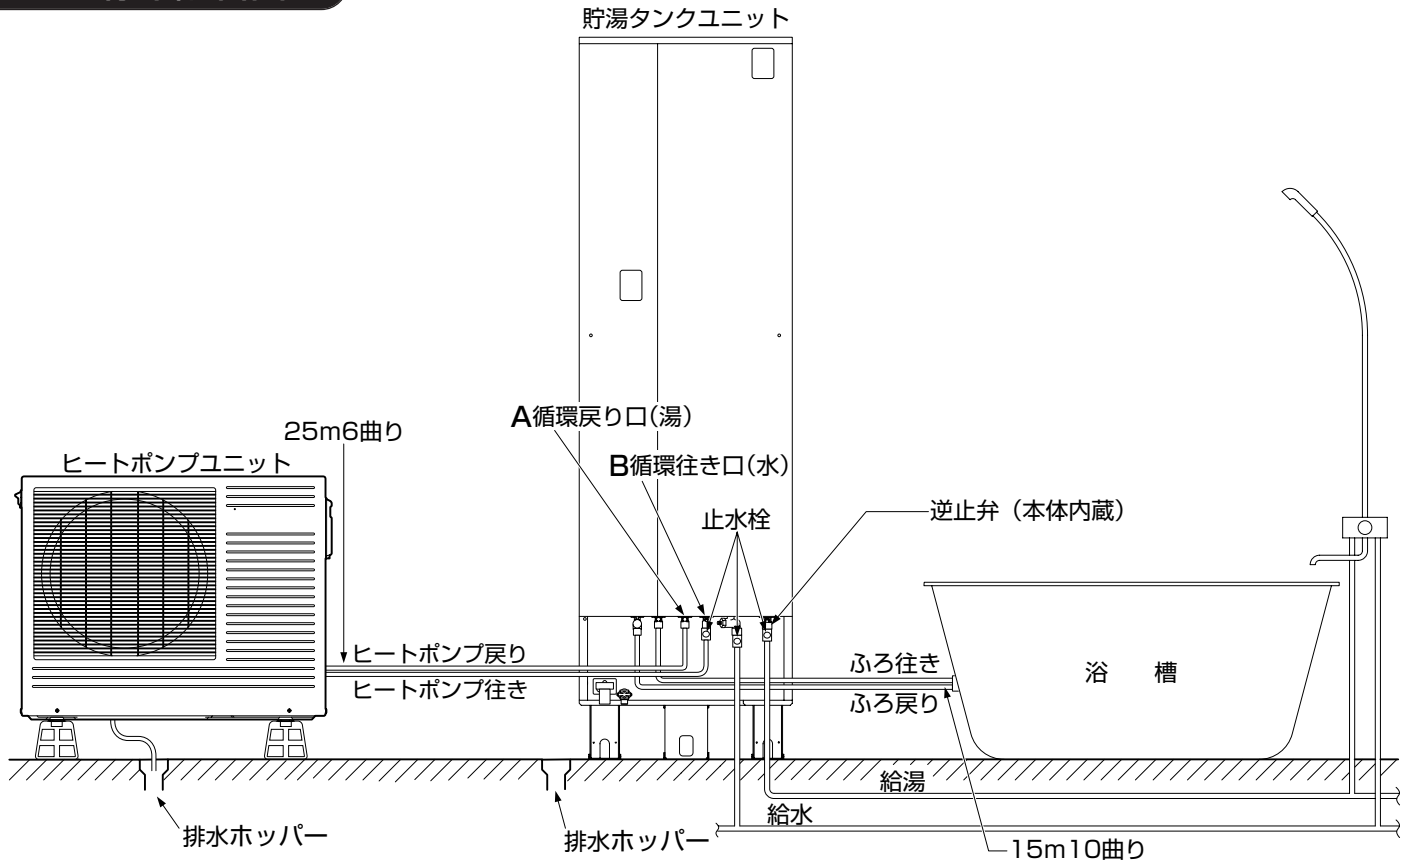 貯湯タンクユニット
A循環戻り口(湯)
25m6曲り
ヒートポンプユニット
B循環往き口(水)
止水栓
逆止弁（本体内蔵）
ヒートポンプ戻り
ヒートポンプ往き
ふろ往き
ふろ戻り
浴　槽
給湯
給水
排水ホッパー
排水ホッパー
15m10曲り